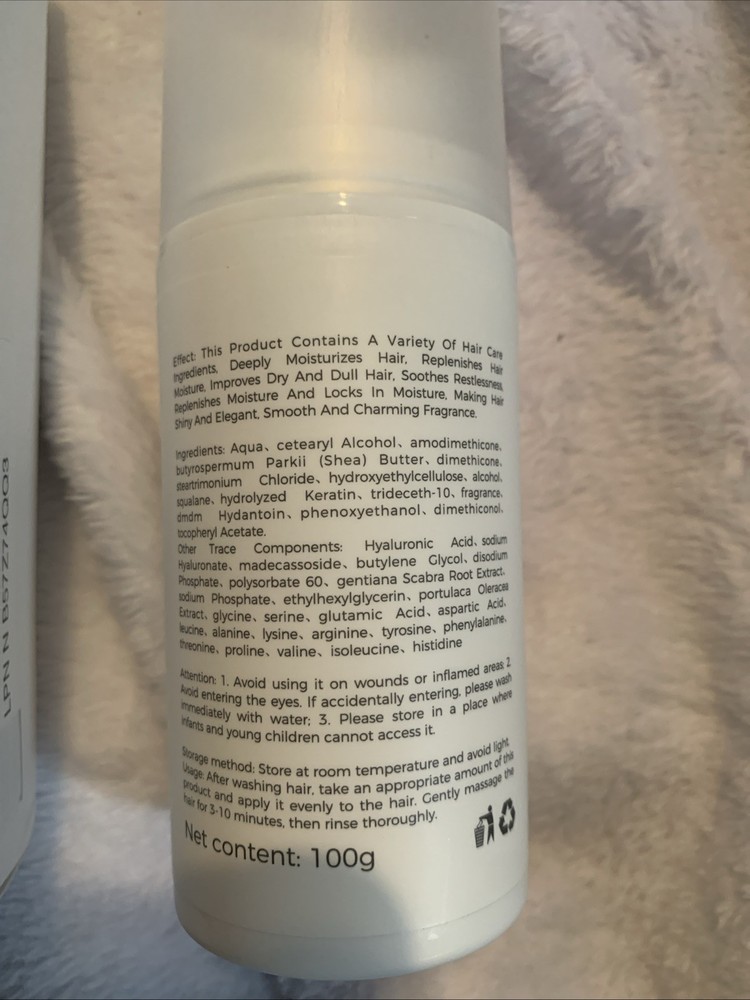 Effect: This Product Contains A Variety Of Hair Care
Ingredients, Deeply Moisturizes Hair, Replenishes Hair
Moisture, Improves Dry And Dull Hair, Soothes Restlessness,
Replenishes Moisture And Locks In Moisture, Making Hair
Shiny And Elegant, Smooth And Charming Fragrance.
Ingredients: Aqua、cetearyl Alcohol、amodimethicone、
butyrospermum Parkii (Shea) Butter、dimethicone、
steartrimonium Chloride、hydroxyethylcellulose、alcohol、
squalane、hydrolyzed Keratin、trideceth-10、fragrance、
dmdm Hydantoin、phenoxyethanol、dimethiconol、
tocopheryl Acetate.
Other Trace Components: Hyaluronic Acid、sodium
Hyaluronate、madecassoside、butylene Glycol、disodium
Phosphate、polysorbate 60、gentiana Scabra Root Extract、
sodium Phosphate、ethylhexylglycerin、portulaca Oleracea
Extract、glycine、serine、glutamic Acid、aspartic Acid、
leucine、alanine、lysine、arginine、tyrosine、phenylalanine、
threonine、proline、valine、isoleucine、histidine
Attention: 1. Avoid using it on wounds or inflamed areas; 2.
Avoid entering the eyes. If accidentally entering, please wash
immediately with water; 3. Please store in a place where
infants and young children cannot access it.
Storage method: Store at room temperature and avoid light.
Usage: After washing hair, take an appropriate amount of this
product and apply it evenly to the hair. Gently massage the
hair for 3-10 minutes, then rinse thoroughly.
Net content: 100g